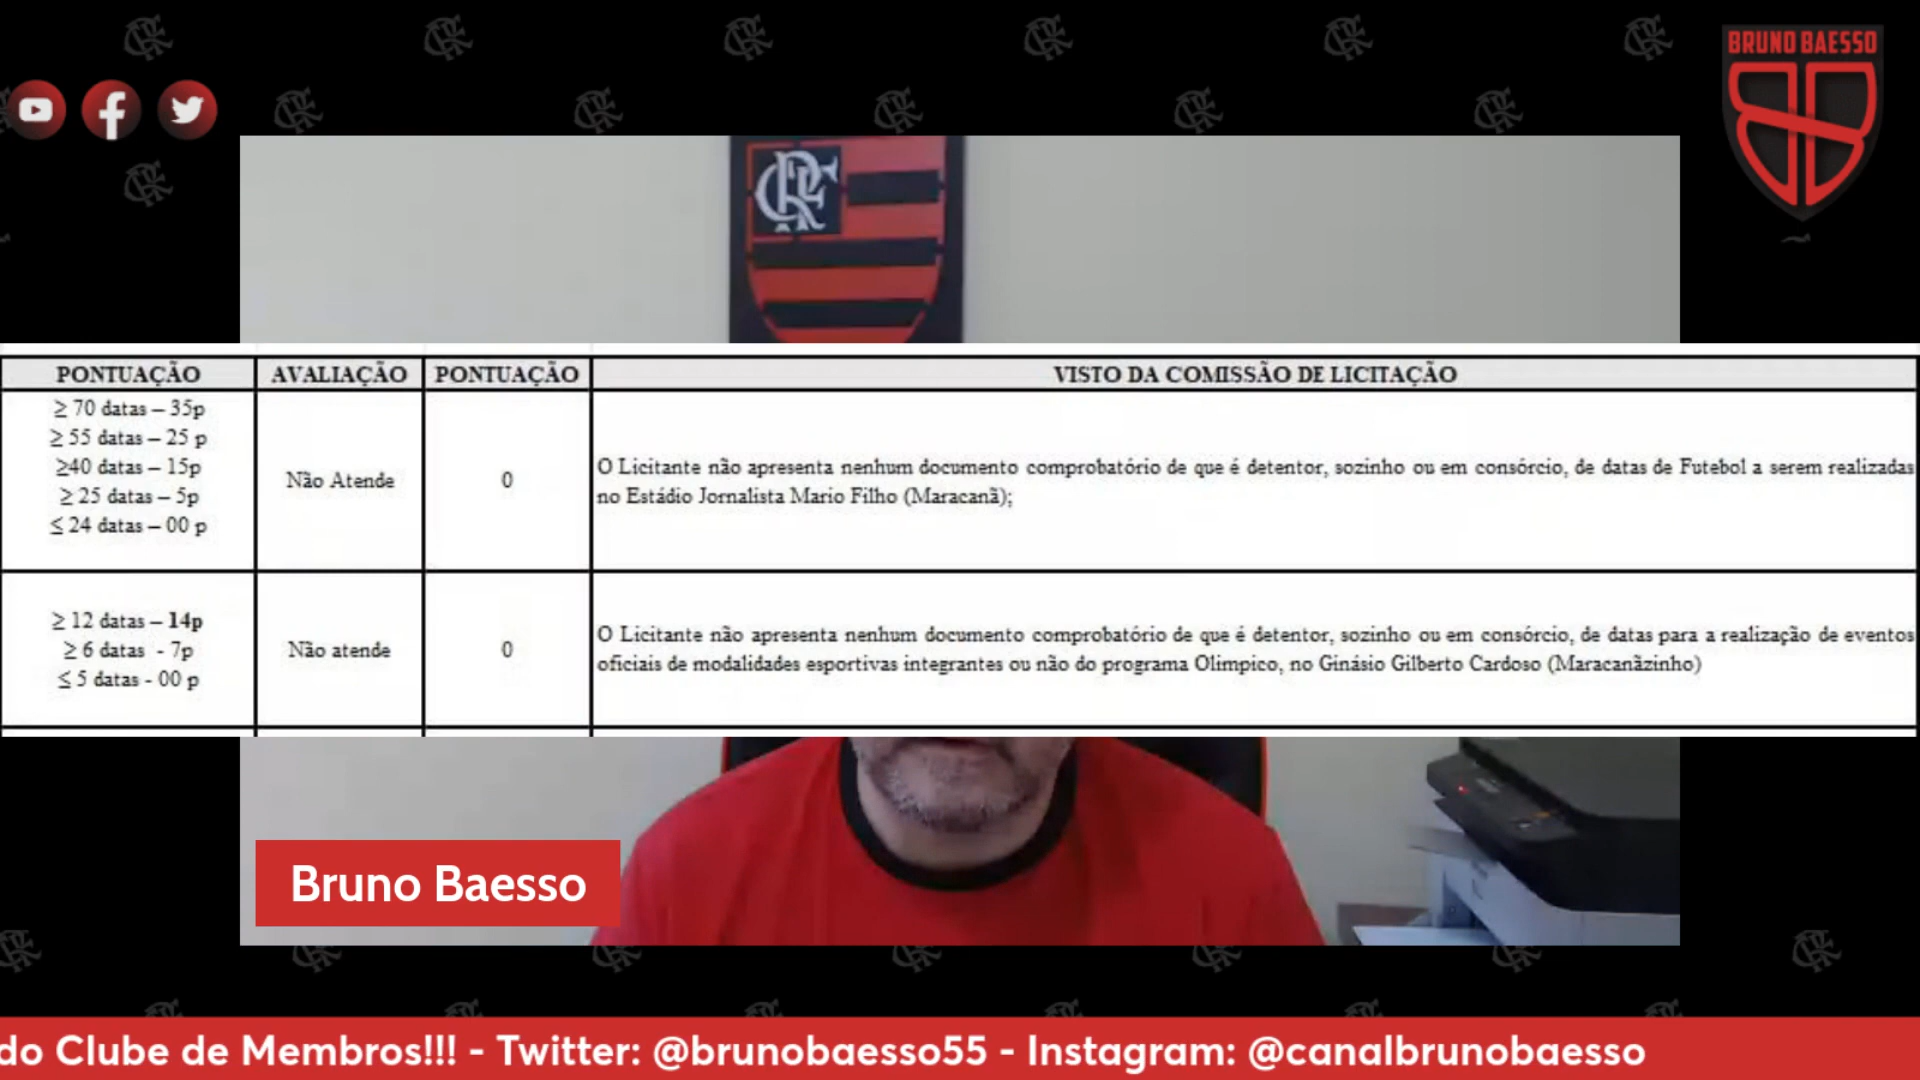 BRUNO BAESSO
PONTUAÇÃO AVALIAÇÃO PONTUAÇÃO VISTO DA COMISSÃO DE LICITAÇÃO
≥ 70 datas – 35p
≥ 55 datas – 25 p
≥40 datas – 15p
≥ 25 datas – 5p
≤ 24 datas – 00 p
Não Atende
0
O Licitante não apresenta nenhum documento comprobatório de que é detentor, sozinho ou em consórcio, de datas de Futebol a serem realizadas
no Estádio Jornalista Mario Filho (Maracanã);
≥ 12 datas – 14p
≥ 6 datas - 7p
≤ 5 datas - 00 p
Não atende
0
O Licitante não apresenta nenhum documento comprobatório de que é detentor, sozinho ou em consórcio, de datas para a realização de eventos
oficiais de modalidades esportivas integrantes ou não do programa Olimpico, no Ginásio Gilberto Cardoso (Maracanãzinho)
Bruno Baesso
do Clube de Membros!!! - Twitter: @brunobaesso55 - Instagram: @canalbrunobaesso